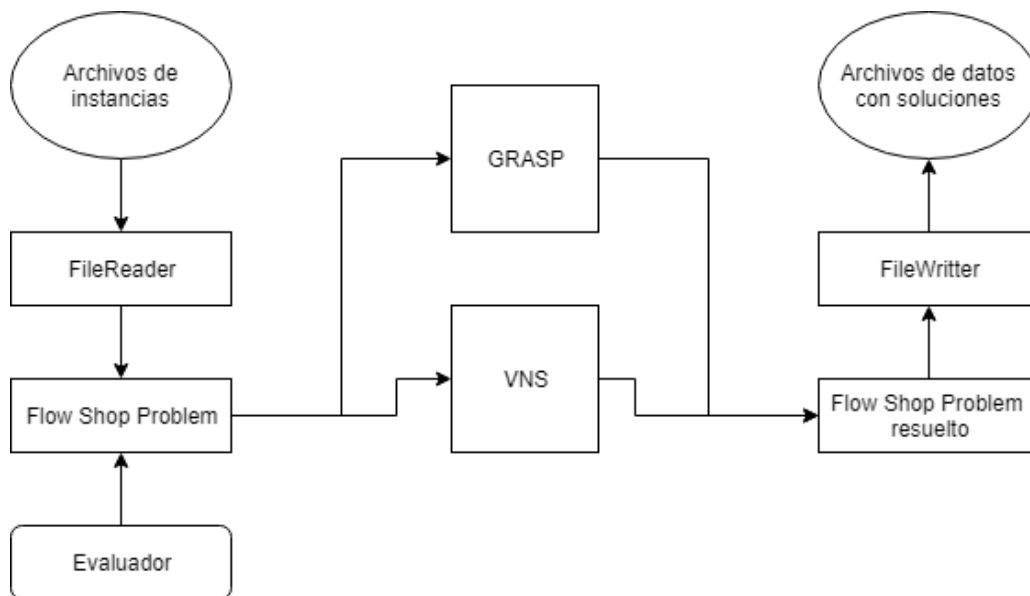 Archivos de
instancias
Archivos de datos
con soluciones
GRASP
FileReader
FileWritter
VNS
Flow Shop Problem
Flow Shop Problem
resuelto
Evaluador